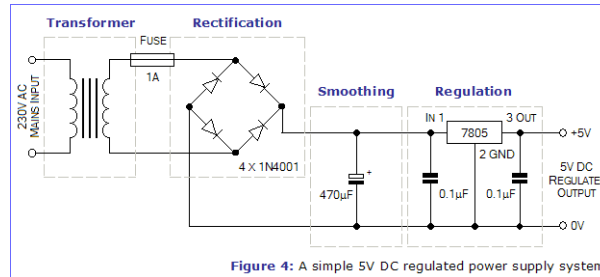 Transformer
Rectification
FUSE
1A
230V AC
MAINS INPUT
4 X 1N4001
Smoothing
+
470µF
Regulation
IN 1
7805
3 OUT
2 GND
0.1µF
0.1µF
+5V
5V DC
REGULATE
OUTPUT
0V
Figure 4: A simple 5V DC regulated power supply system